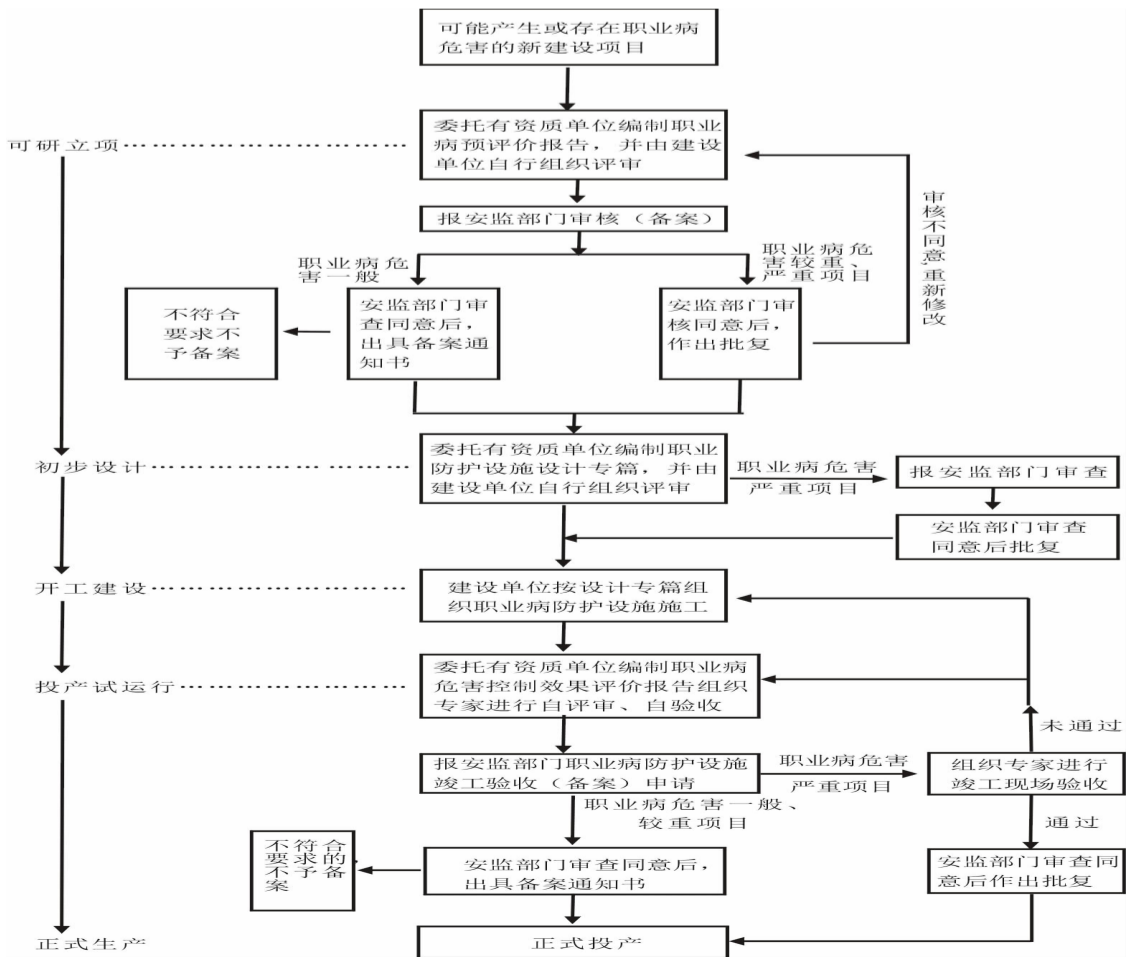 可能产生或存在职业病
危害的新建设项目
可研立项
委托有资质单位编制职业
病预评价报告，并由建设
单位自行组织评审
报安监部门审核（备案）
审核不同意，重新修改
职业病危
害一般
职业病危
害较重、
严重项目
不符合
要求不
予备案
安监部门审
查同意后，
出具备案通
知书
安监部门审
核同意后，
作出批复
初步设计
委托有资质单位编制职业
防护设施设计专篇，并由
建设单位自行组织评审
职业病危害
严重项目
报安监部门审查
安监部门审查
同意后批复
开工建设
建设单位按设计专篇组
织职业病防护设施施工
投产试运行
委托有资质单位编制职业病
危害控制效果评价报告组织
专家进行自评审、自验收
未通过
报安监部门职业病防护设施
竣工验收（备案）申请
职业病危害
严重项目
组织专家进行
竣工现场验收
职业病危害一般、
较重项目
通过
不符合
要求的
不予备
案
安监部门审查同意后，
出具备案通知书
安监部门审查同
意后作出批复
正式生产
正式投产